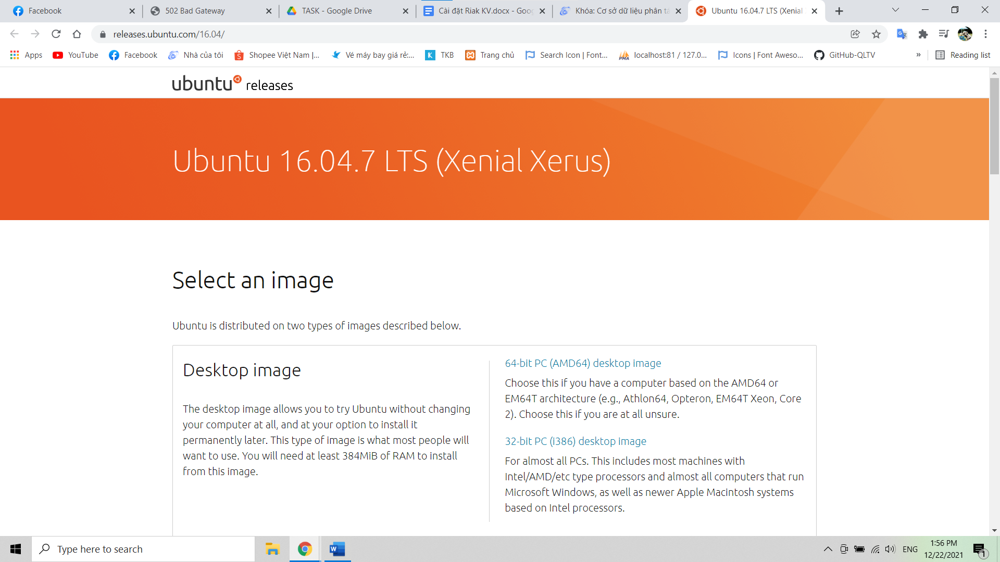 Facebook
502 Bad Gateway
TASK - Google Drive
Cài đặt Riak KV.docx - Goog
Khóa: Cơ sở dữ liệu phân tá
Ubuntu 16.04.7 LTS (Xenial
releases.ubuntu.com/16.04/
Apps
YouTube
Facebook
Nhà của tôi
Shopee Việt Nam |...
Vé máy bay giá rẻ:...
K
TKB
Trang chủ
Search Icon | Font...
PMA
localhost:81 / 127.0...
Icons | Font Aweso...
GitHub-QLTV
»
Reading list
ubuntu releases
Ubuntu 16.04.7 LTS (Xenial Xerus)
Select an image
Ubuntu is distributed on two types of images described below.
Desktop image
The desktop image allows you to try Ubuntu without changing
your computer at all, and at your option to install it
permanently later. This type of image is what most people will
want to use. You will need at least 384MiB of RAM to install
from this image.
64-bit PC (AMD64) desktop image
Choose this if you have a computer based on the AMD64 or
EM64T architecture (e.g., Athlon64, Opteron, EM64T Xeon, Core
2). Choose this if you are at all unsure.
32-bit PC (i386) desktop image
For almost all PCs. This includes most machines with
Intel/AMD/etc type processors and almost all computers that run
Microsoft Windows, as well as newer Apple Macintosh systems
based on Intel processors.
Type here to search
W
ENG
1:56 PM
12/22/2021
1